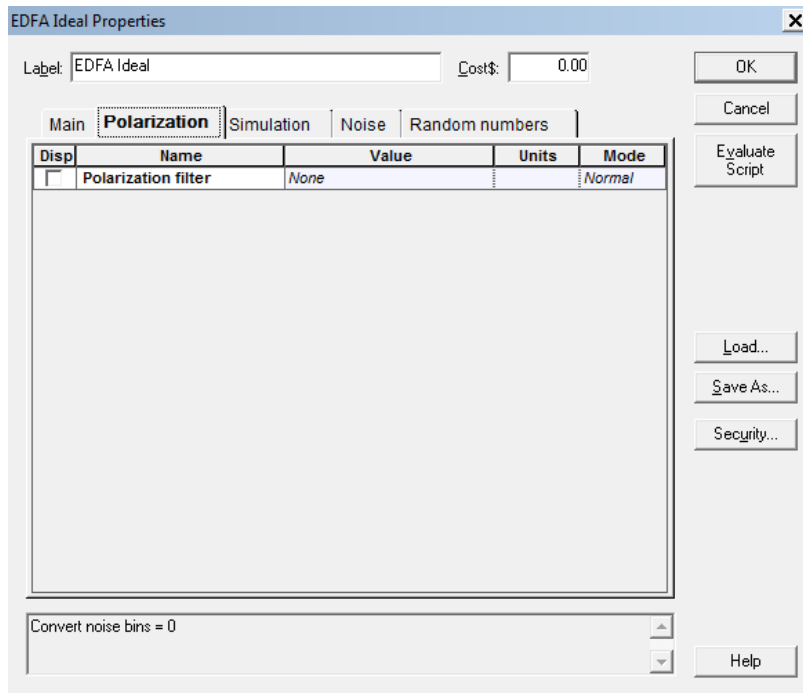 EDFA Ideal Properties
Label: EDFA Ideal Cost$: 0.00 OK
Cancel
Main Polarization Simulation Noise Random numbers
Evaluate
Script
Disp Name Value Units Mode
Polarization filter None Normal
Load...
Save As...
Security...
Convert noise bins = 0
Help